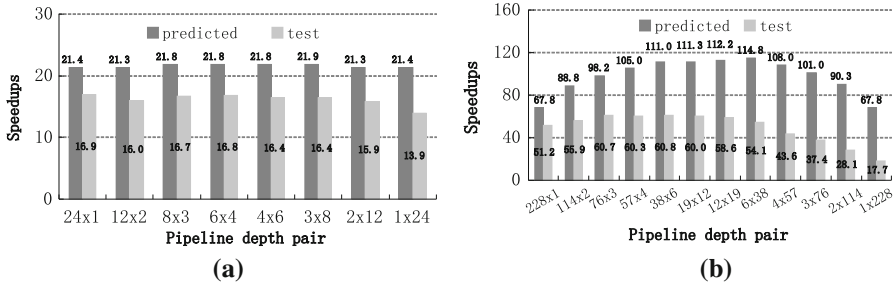 30
20
10
0
Speedups
predicted test
21.4 21.3 21.8 21.8 21.8 21.9 21.3 21.4
16.9 16.0 16.7 16.8 16.4 16.4 15.9 13.9
24x1 12x2 8x3 6x4 4x6 3x8 2x12 1x24
Pipeline depth pair
(a)
160
120
80
40
0
Speedups
predicted test
67.8 88.8 98.2 105.0 111.0 111.3 112.2 114.8 108.0 101.0 90.3 67.8
51.2 55.9 60.7 60.3 60.8 60.0 58.6 54.1 43.6 37.4 28.1 17.7
228x1 114x2 76x3 57x4 38x6 19x12 12x19 6x38 4x57 3x76 2x114 1x228
Pipeline depth pair
(b)